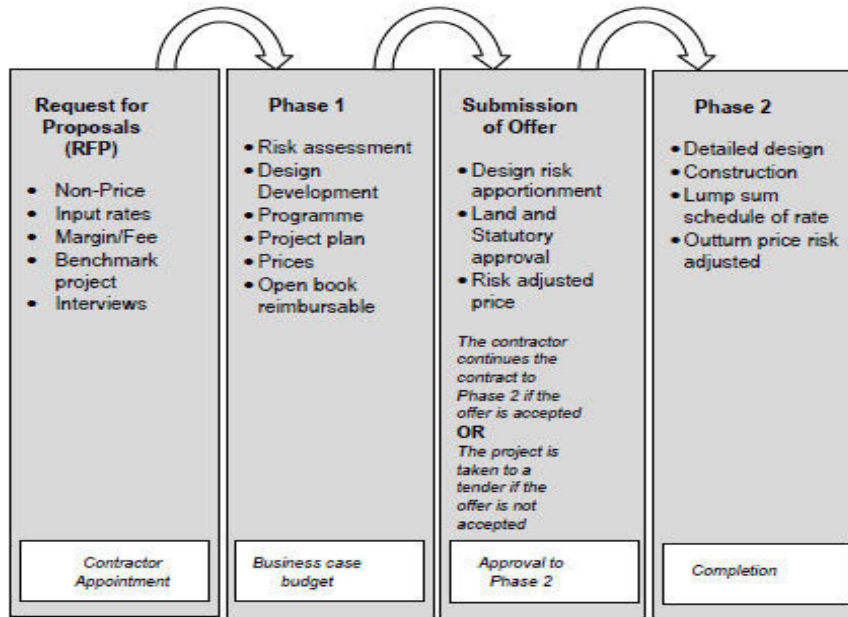 Request for
Proposals
(RFP)
• Non-Price
• Input rates
• Margin/Fee
• Benchmark
project
• Interviews
Contractor
Appointment
Phase 1
• Risk assessment
• Design
Development
• Programme
• Project plan
• Prices
• Open book
reimbursable
Business case
budget
Submission
of Offer
• Design risk
apportionment
• Land and
Statutory
approval
• Risk adjusted
price
The contractor
continues the
contract to
Phase 2 if the
offer is accepted
OR
The project is
taken to a
tender if the
offer is not
accepted
Approval to
Phase 2
Phase 2
• Detailed design
• Construction
• Lump sum
schedule of rate
• Outturn price risk
adjusted
Completion